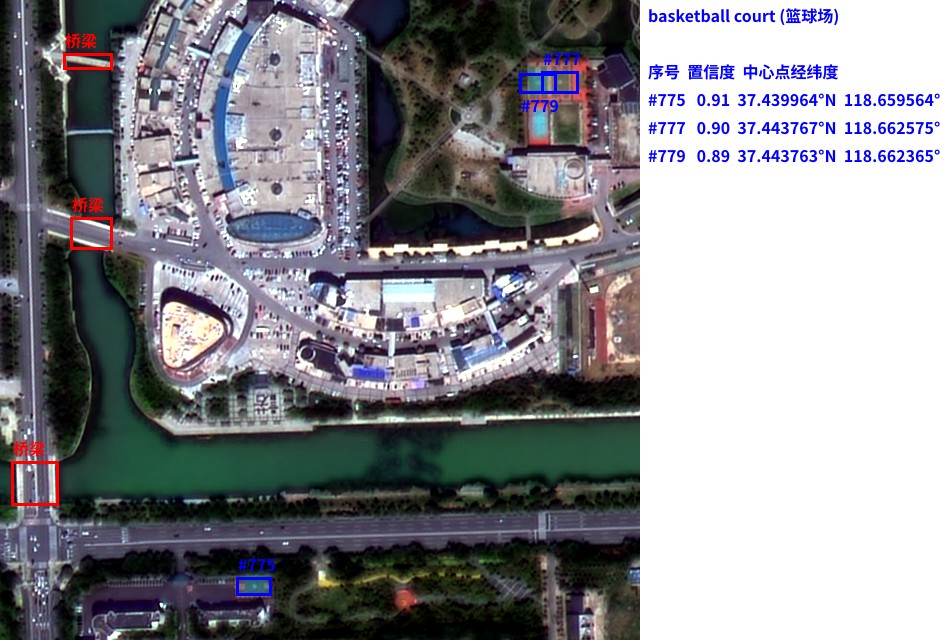 basketball court (篮球场)
序号 置信度 中心点经纬度
#775 0.91 37.439964°N 118.659564°
#777 0.90 37.443767°N 118.662575°
#779 0.89 37.443763°N 118.662365°
桥梁
#777
#779
桥梁
桥梁
#775